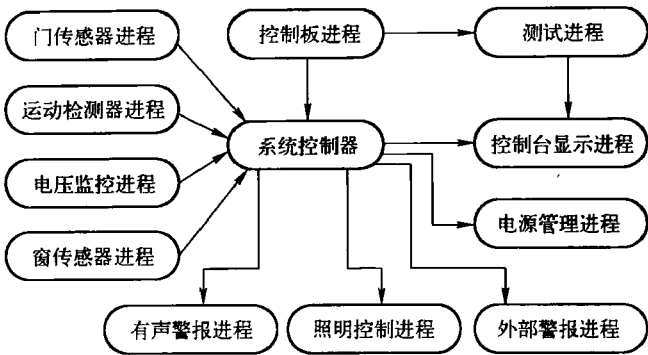 门传感器进程
控制板进程
测试进程
运动检测器进程
系统控制器
控制台显示进程
电压监控进程
电源管理进程
窗传感器进程
有声警报进程
照明控制进程
外部警报进程